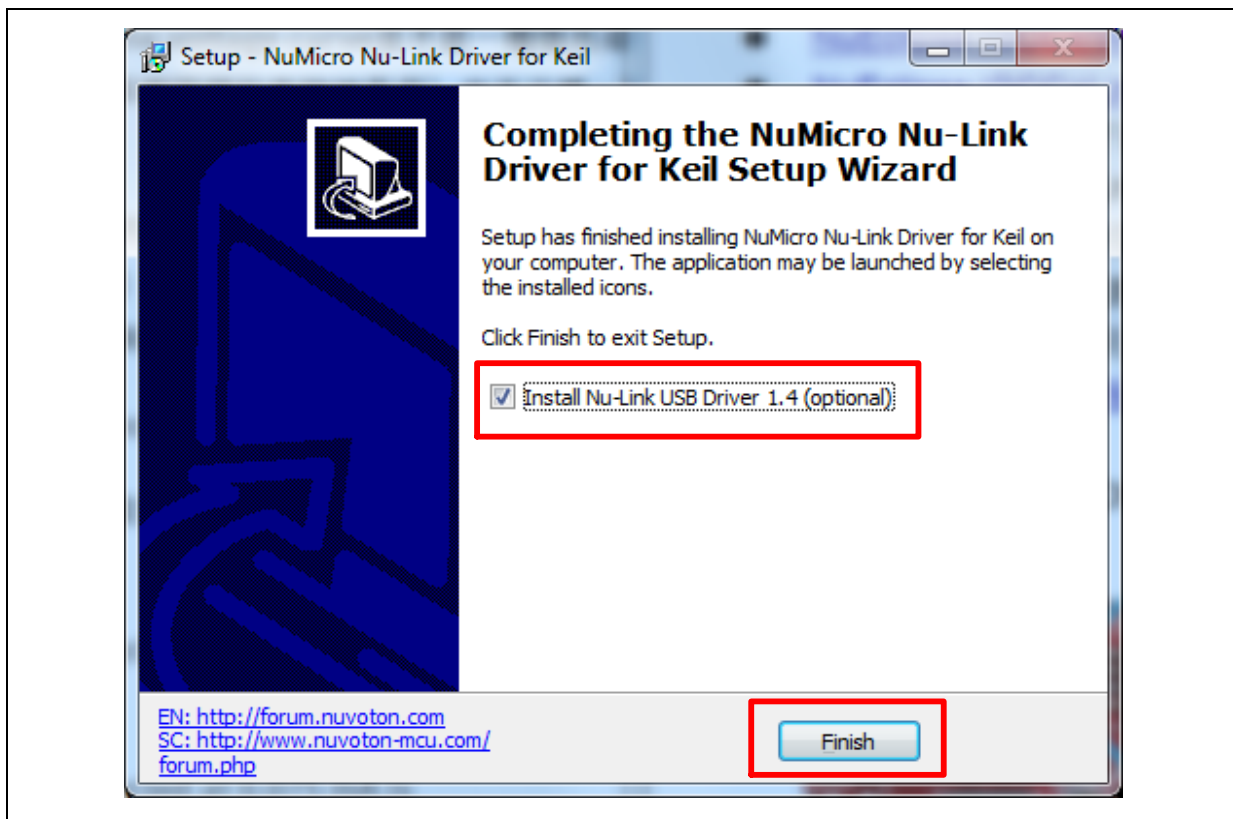 Setup - NuMicro Nu-Link Driver for Keil
Completing the NuMicro Nu-Link
Driver for Keil Setup Wizard
Setup has finished installing NuMicro Nu-Link Driver for Keil on
your computer. The application may be launched by selecting
the installed icons.
Click Finish to exit Setup.
Install Nu-Link USB Driver 1.4 (optional)
EN: http://forum.nuvoton.com
SC: http://www.nuvoton-mcu.com/
forum.php
Finish